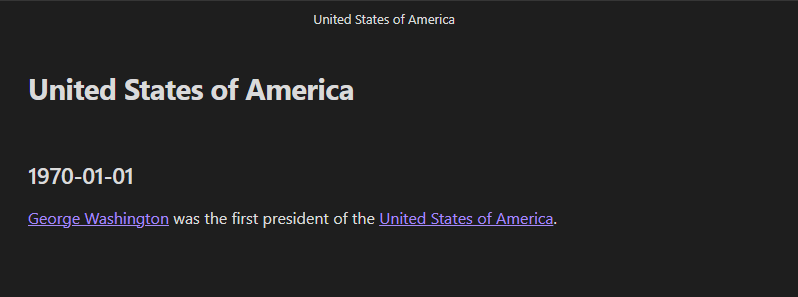 United States of America
United States of America
1970-01-01
George Washington was the first president of the United States of America.